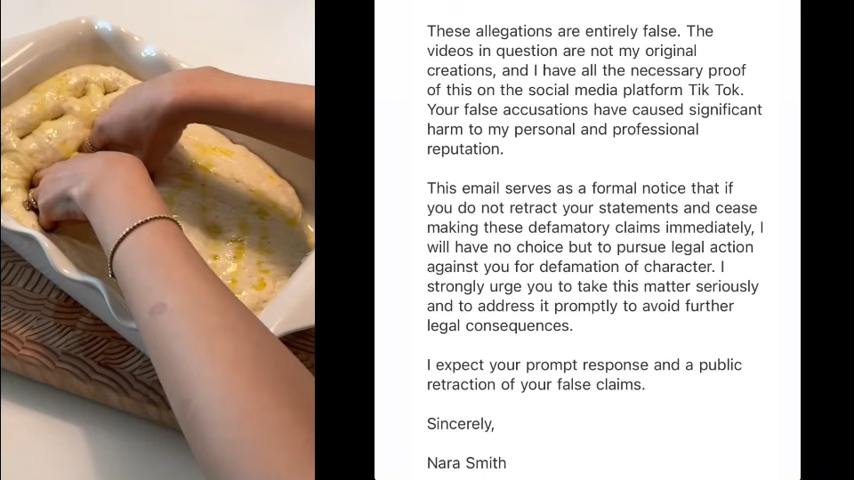 These allegations are entirely false. The
videos in question are not my original
creations, and I have all the necessary proof
of this on the social media platform Tik Tok.
Your false accusations have caused significant
harm to my personal and professional
reputation.
This email serves as a formal notice that if
you do not retract your statements and cease
making these defamatory claims immediately, I
will have no choice but to pursue legal action
against you for defamation of character. I
strongly urge you to take this matter seriously
and to address it promptly to avoid further
legal consequences.
I expect your prompt response and a public
retraction of your false claims.
Sincerely,
Nara Smith